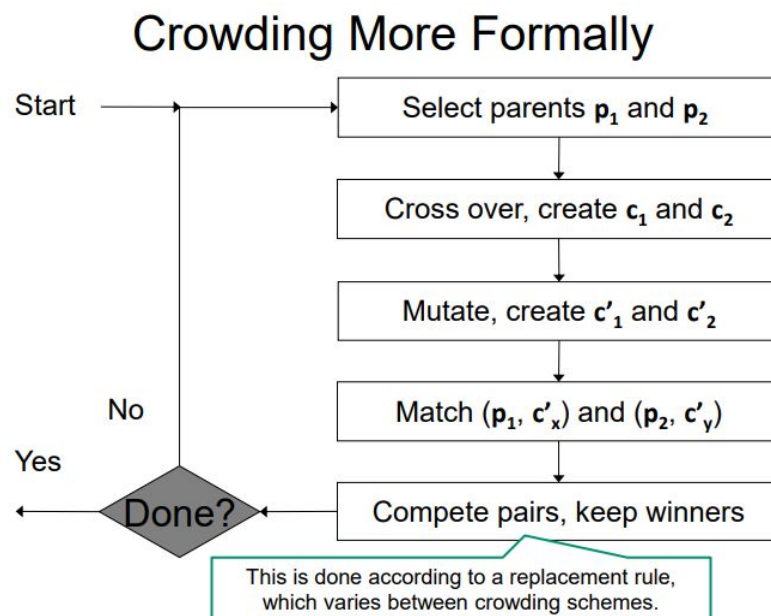 Crowding More Formally
Start
Select parents p₁ and p₂
Cross over, create c₁ and c₂
Mutate, create c’₁ and c’₂
No
Match (p₁, c’ₓ) and (p₂, c’ᵧ)
Yes
Done?
Compete pairs, keep winners
This is done according to a replacement rule,
which varies between crowding schemes.